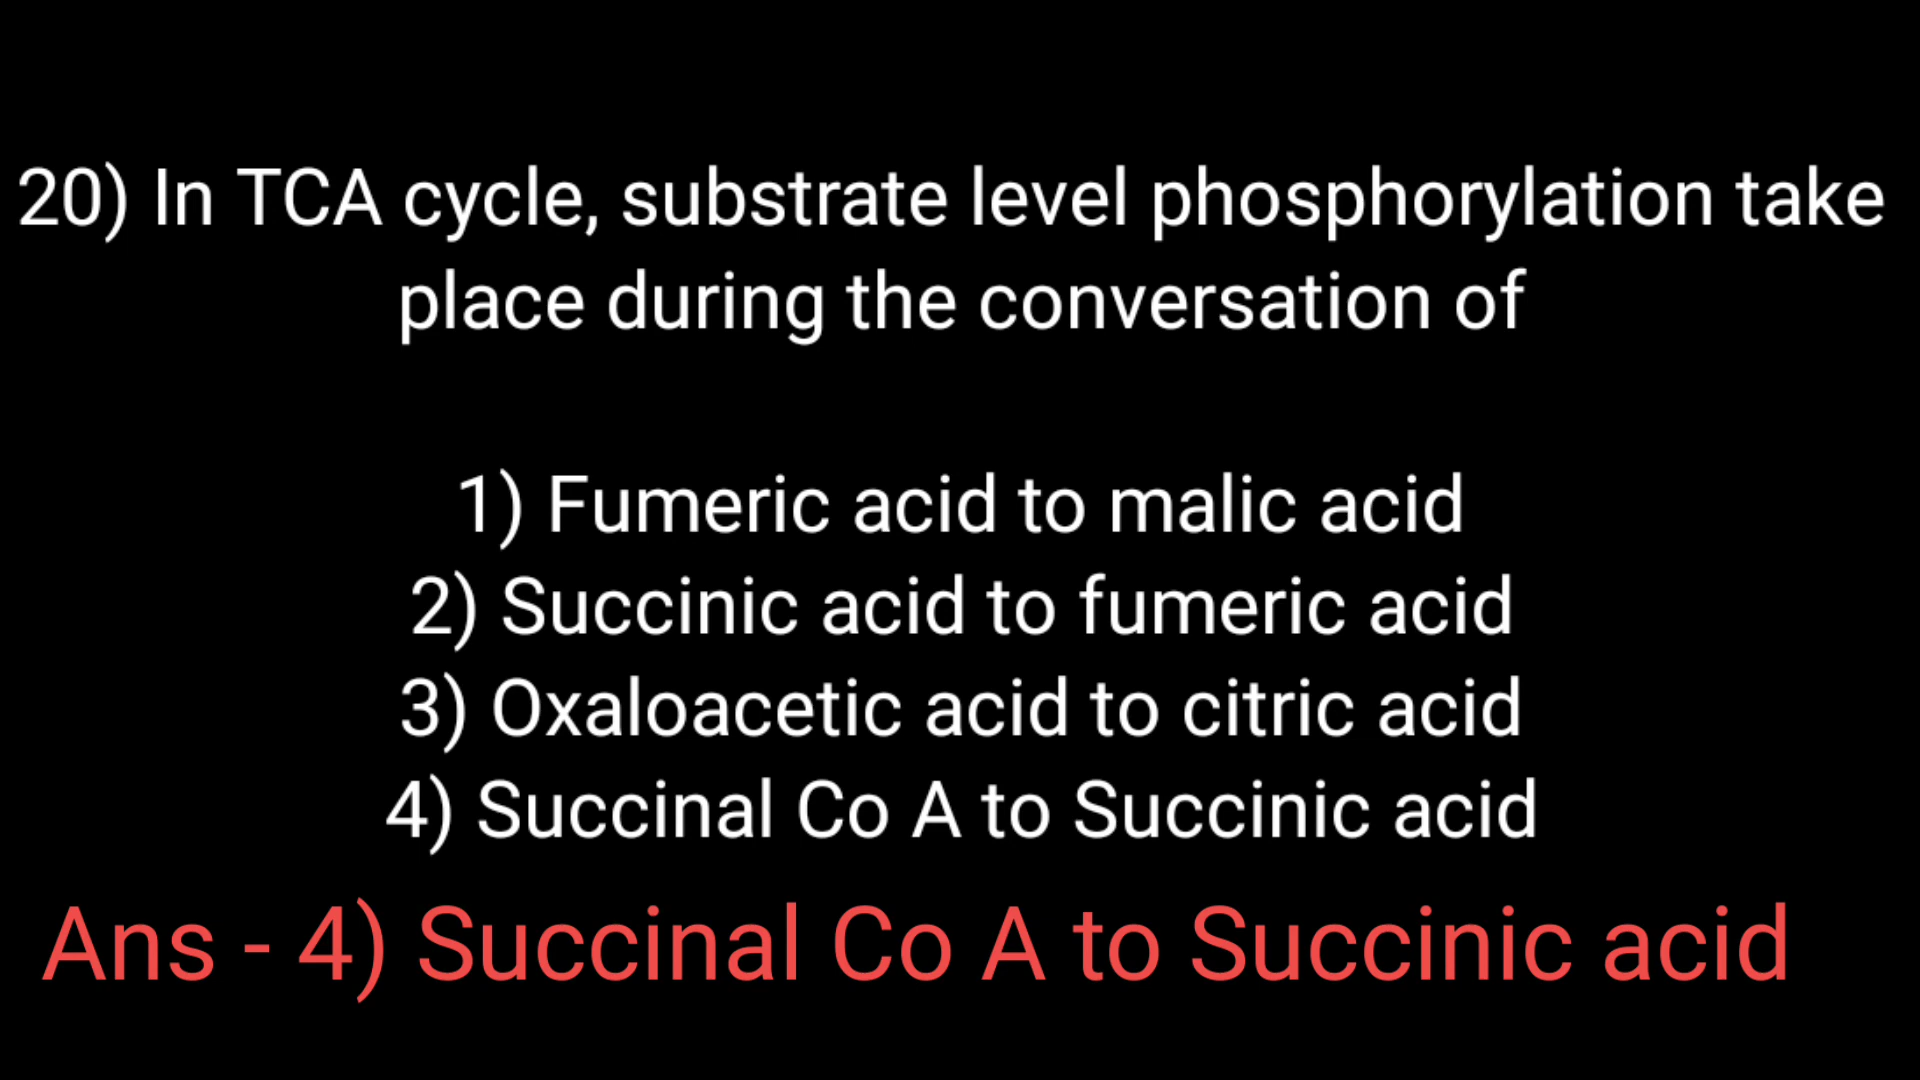 20) In TCA cycle, substrate level phosphorylation take
place during the conversation of
1) Fumeric acid to malic acid
2) Succinic acid to fumeric acid
3) Oxaloacetic acid to citric acid
4) Succinal Co A to Succinic acid
Ans - 4) Succinal Co A to Succinic acid